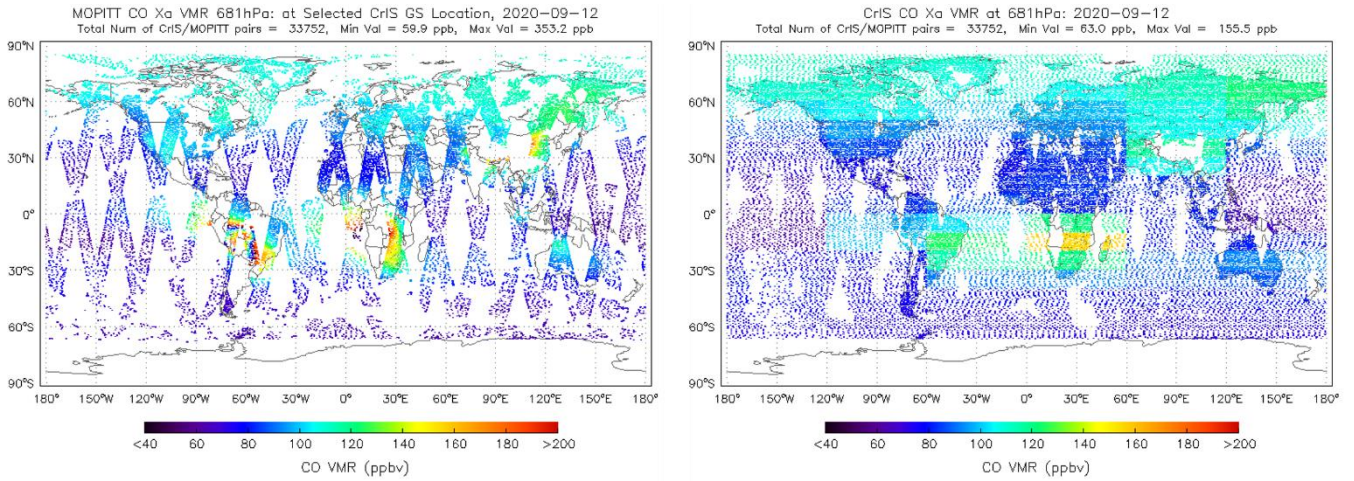 MOPITT CO Xa VMR 681hPa: at Selected CrIS GS Location, 2020-09-12
Total Num of CrIS/MOPITT pairs = 33752, Min Val = 59.9 ppb, Max Val = 353.2 ppb
90°N
60°N
30°N
0°
30°S
60°S
90°S
180°W 150°W 120°W 90°W 60°W 30°W 0° 30°E 60°E 90°E 120°E 150°E 180°E
<40 60 80 100 120 140 160 180 >200
CO VMR (ppbv)
CrIS CO Xa VMR at 681hPa: 2020-09-12
Total Num of CrIS/MOPITT pairs = 33752, Min Val = 63.0 ppb, Max Val = 155.5 ppb
90°N
60°N
30°N
0°
30°S
60°S
90°S
180°W 150°W 120°W 90°W 60°W 30°W 0° 30°E 60°E 90°E 120°E 150°E 180°E
<40 60 80 100 120 140 160 180 >200
CO VMR (ppbv)